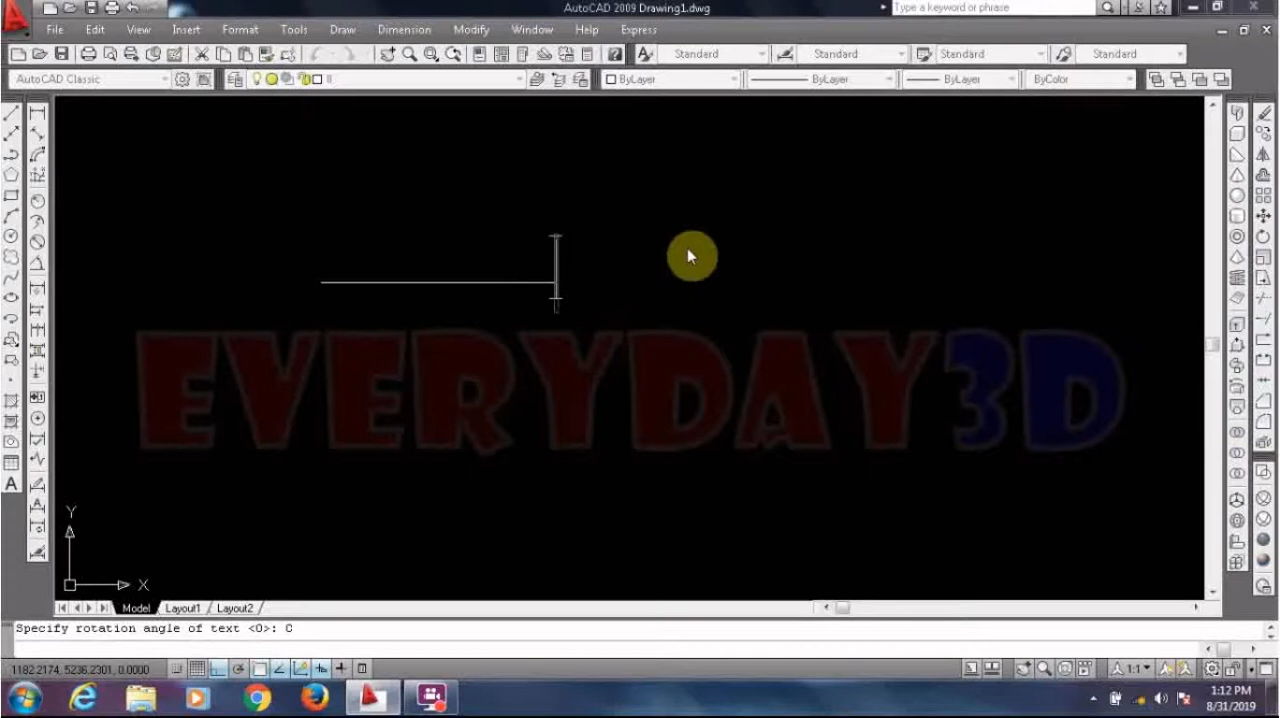 AutoCAD 2009 Drawing1.dwg
Type a keyword or phrase
File Edit View Insert Format Tools Draw Dimension Modify Window Help Express
Standard Standard Standard Standard
AutoCAD Classic ByLayer ByLayer ByLayer ByColor
EVERYDAY3D
Y
X
Model Layout1 Layout2
Specify rotation angle of text <0>: C
1182.2174, 5236.2301, 0.0000 1:1
1:12 PM
8/31/2019